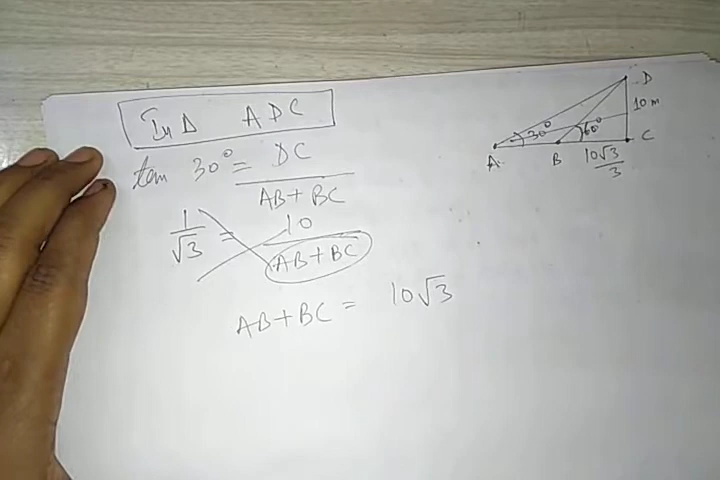 In Δ ADC
tan 30° = DC / AB + BC
1/√3 = 10 / AB + BC
AB + BC = 10√3
D
10 m
30°
60°
A
B
C
10√3/3